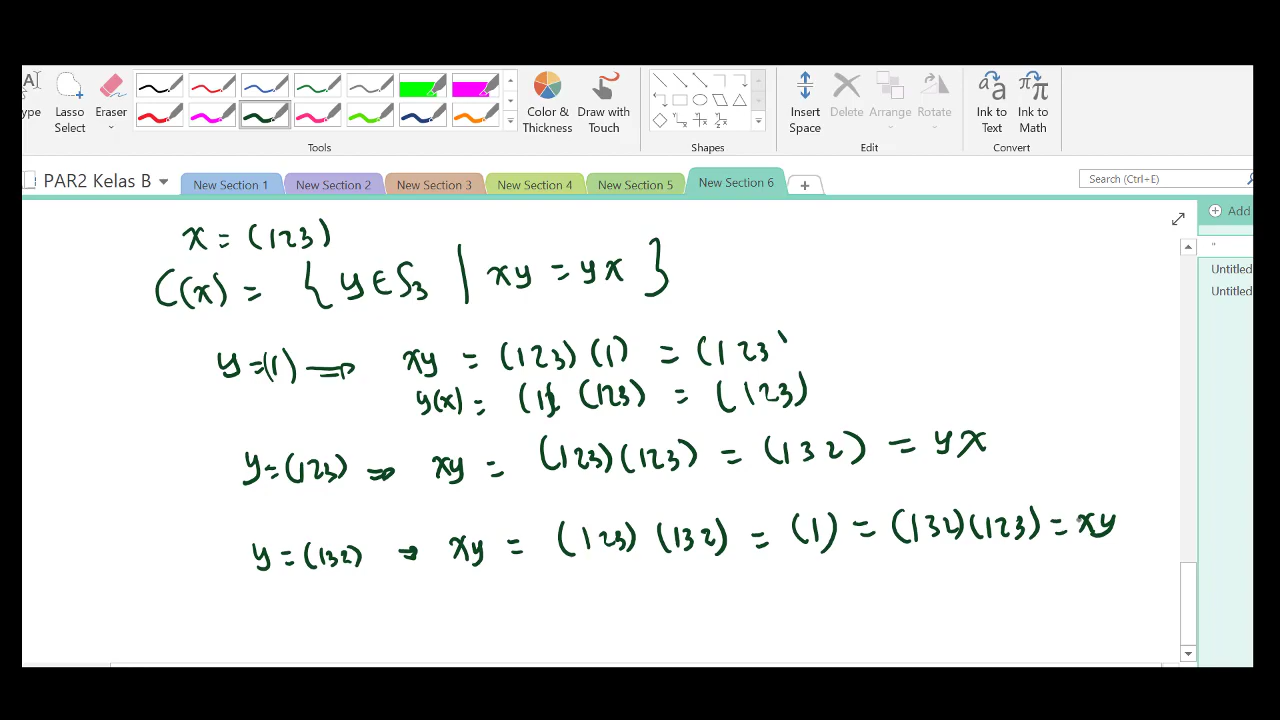 ype
Lasso Select
Eraser
Color & Thickness
Draw with Touch
Insert Space
Delete
Arrange
Rotate
Ink to Text
Ink to Math
Tools
Shapes
Edit
Convert
PAR2 Kelas B
New Section 1
New Section 2
New Section 3
New Section 4
New Section 5
New Section 6
+
Search (Ctrl+E)
Add
"
Untitled
Untitled
x = (123)
C(x) = { y ∈ S₃ | xy = yx }
y = (1) ⟹ xy = (123) (1) = (123)
y(x) = (1) (123) = (123)
y = (123) ⟹ xy = (123)(123) = (132) = yx
y = (132) → xy = (123) (132) = (1) = (132)(123) = xy